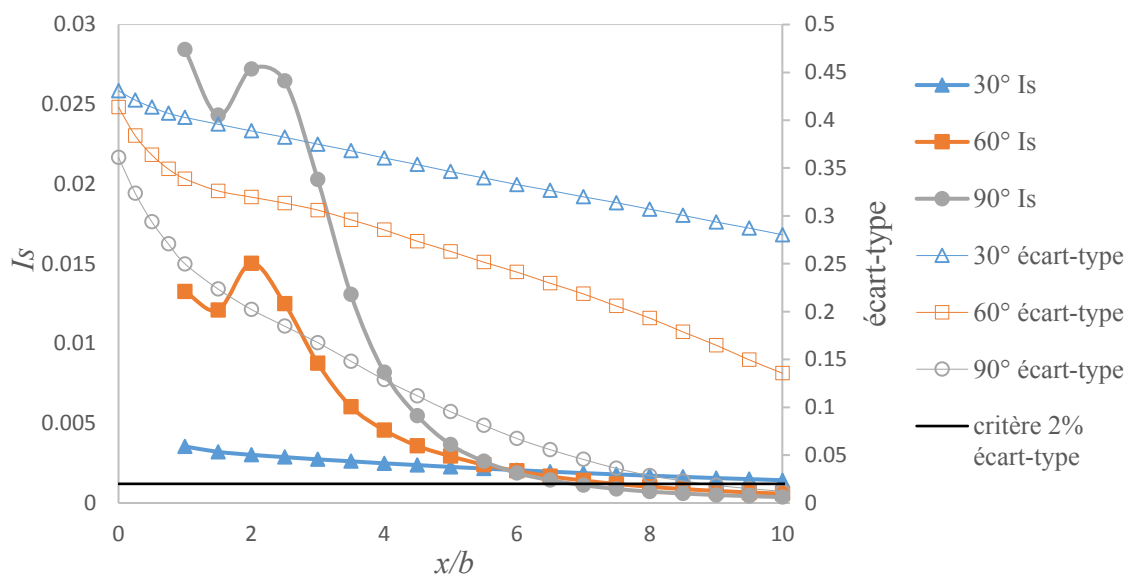 0.03
0.025
0.02
0.015
0.01
0.005
0
Is
0 2 4 6 8 10
x/b
0.5
0.45
0.4
0.35
0.3
0.25
0.2
0.15
0.1
0.05
0
écart-type
30° Is
60° Is
90° Is
30° écart-type
60° écart-type
90° écart-type
critère 2%
écart-type